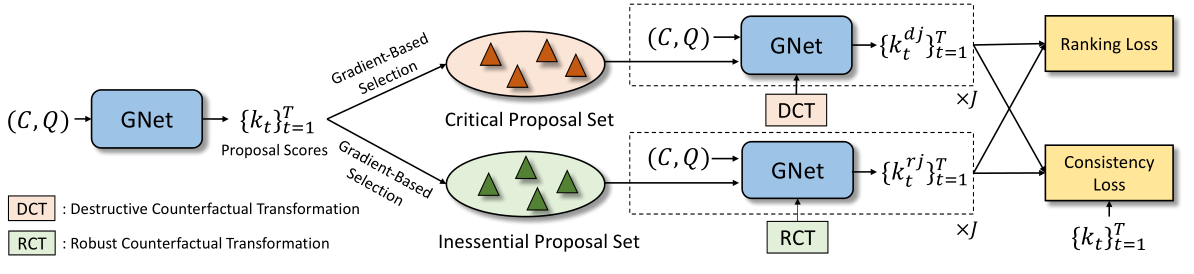 (C, Q)
GNet
{k_t}_{t=1}^T
Proposal Scores
Gradient-Based
Selection
Gradient-Based
Selection
Critical Proposal Set
Inessential Proposal Set
(C, Q)
GNet
{k_t^{dj}}_{t=1}^T
DCT
×J
(C, Q)
GNet
{k_t^{rj}}_{t=1}^T
RCT
×J
Ranking Loss
Consistency
Loss
{k_t}_{t=1}^T
DCT : Destructive Counterfactual Transformation
RCT : Robust Counterfactual Transformation